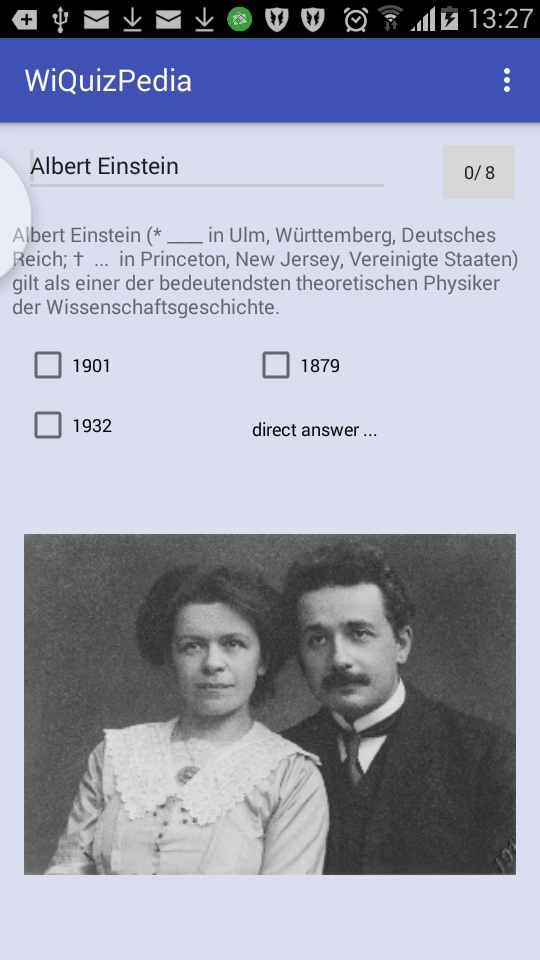 13:27
WiQuizPedia
Albert Einstein
0/ 8
Albert Einstein (* ____ in Ulm, Württemberg, Deutsches
Reich; † ... in Princeton, New Jersey, Vereinigte Staaten)
gilt als einer der bedeutendsten theoretischen Physiker
der Wissenschaftsgeschichte.
1901
1879
1932
direct answer ...